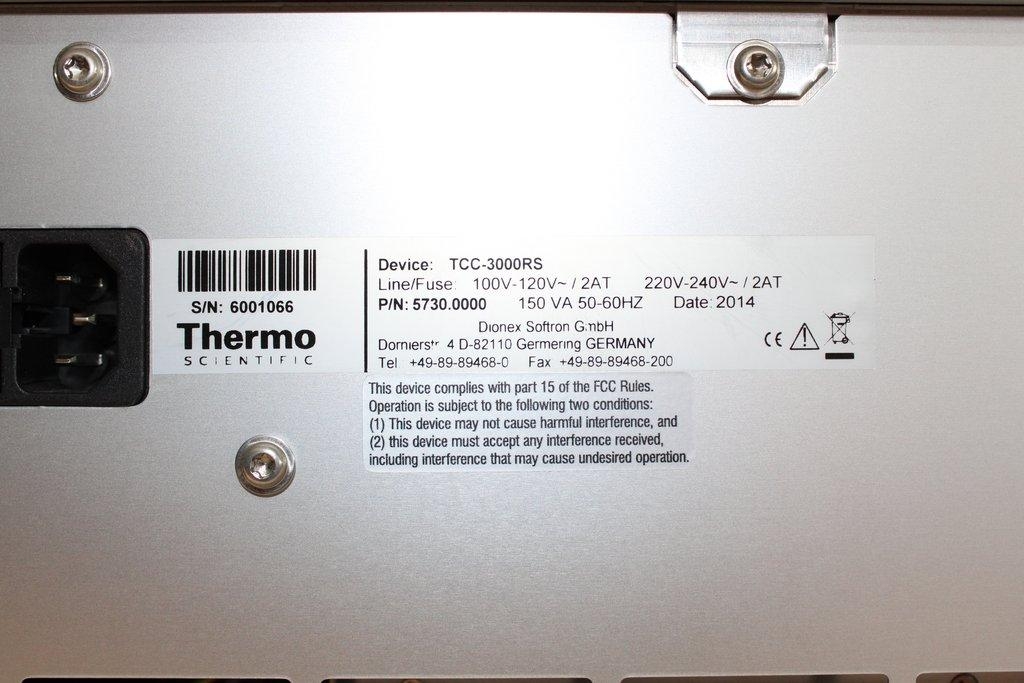 S/N: 6001066
Thermo
SCIENTIFIC
Device: TCC-3000RS
Line/Fuse: 100V-120V~ / 2AT 220V-240V~ / 2AT
P/N: 5730.0000 150 VA 50-60HZ Date: 2014
Dionex Softron GmbH
Dornierstr 4 D-82110 Germering GERMANY
Tel +49-89-89468-0 Fax +49-89-89468-200
CE
This device complies with part 15 of the FCC Rules.
Operation is subject to the following two conditions:
(1) This device may not cause harmful interference, and
(2) this device must accept any interference received,
including interference that may cause undesired operation.